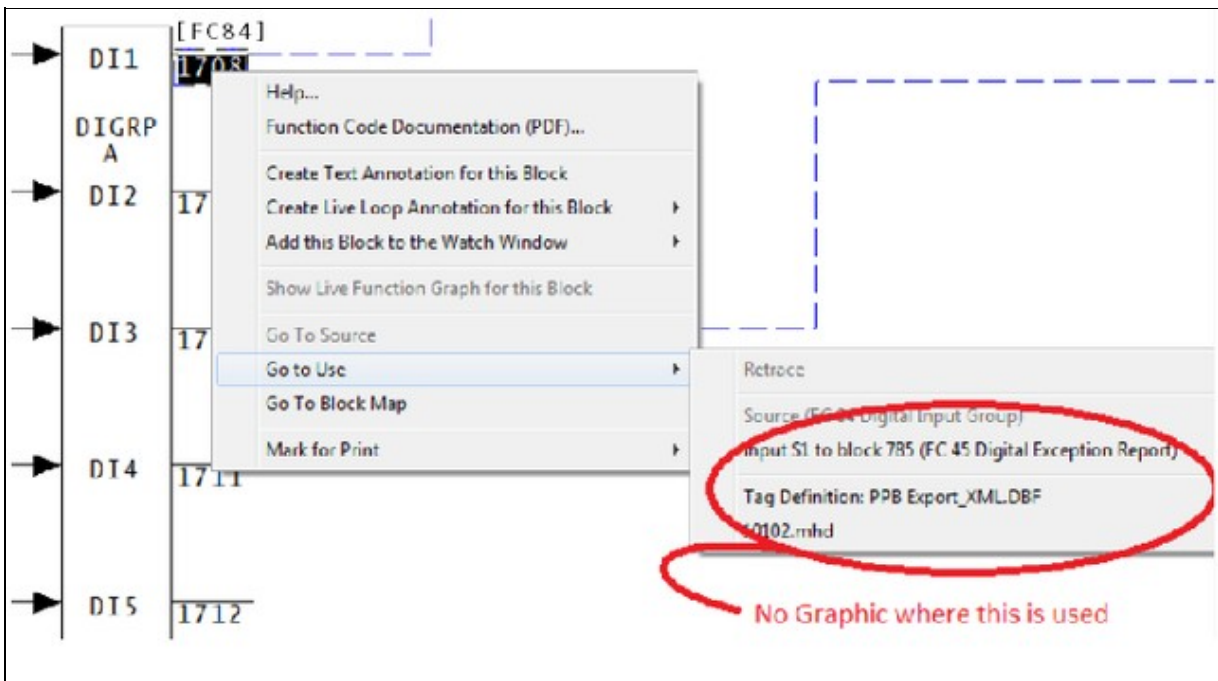 [FC84]
DI1
1708
DIGRP
A
DI2
17
DI3
17
DI4
1711
DI5
1712
Help...
Function Code Documentation (PDF)...
Create Text Annotation for this Block
Create Live Loop Annotation for this Block
Add this Block to the Watch Window
Show Live Function Graph for this Block
Go To Source
Go to Use
Go To Block Map
Mark for Print
Retrace
Source (FC 84 Digital Input Group)
Input S1 to block 785 (FC 45 Digital Exception Report)
Tag Definition: PPB Export_XML.DBF
10102.mhd
No Graphic where this is used